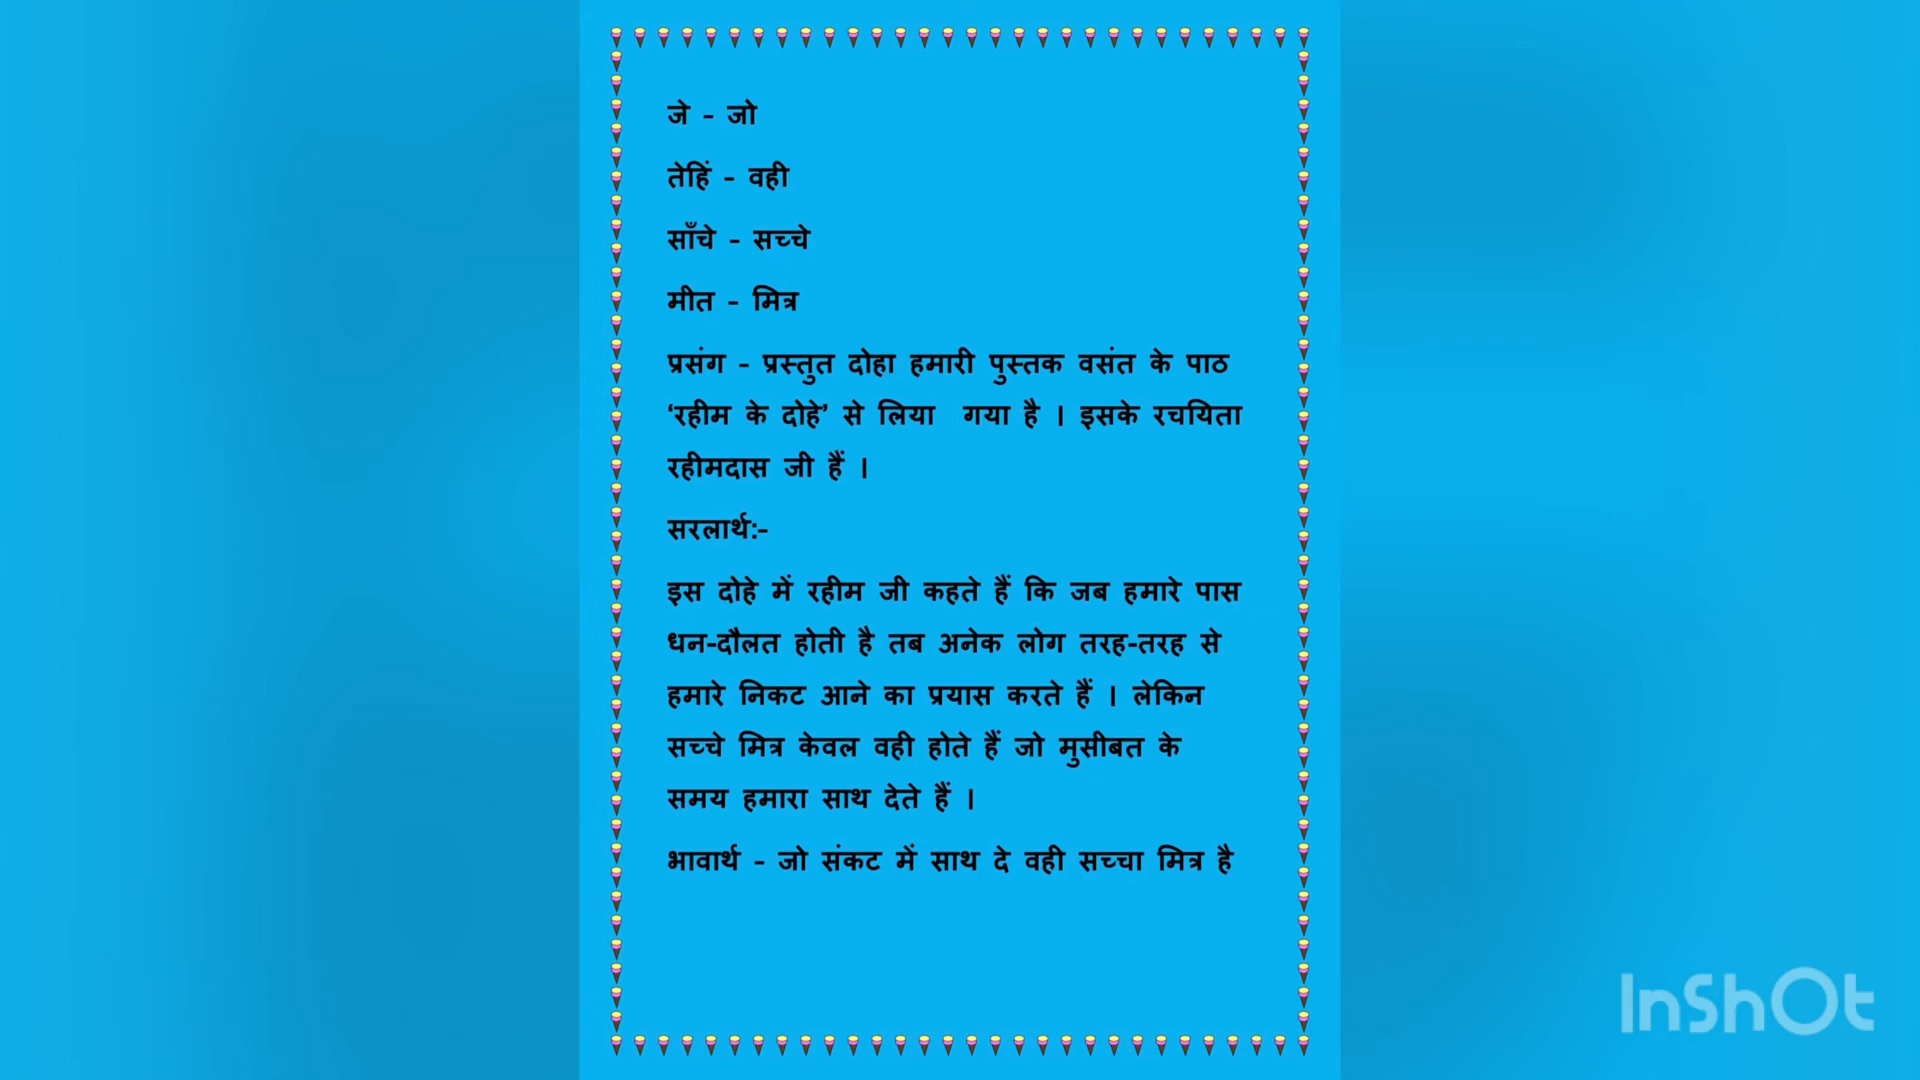 जे - जो
तेहिं - वही
साँचे - सच्चे
मीत - मित्र
प्रसंग - प्रस्तुत दोहा हमारी पुस्तक वसंत के पाठ
‘रहीम के दोहे’ से लिया गया है । इसके रचयिता
रहीमदास जी हैं ।
सरलार्थ:-
इस दोहे में रहीम जी कहते हैं कि जब हमारे पास
धन-दौलत होती है तब अनेक लोग तरह-तरह से
हमारे निकट आने का प्रयास करते हैं । लेकिन
सच्चे मित्र केवल वही होते हैं जो मुसीबत के
समय हमारा साथ देते हैं ।
भावार्थ - जो संकट में साथ दे वही सच्चा मित्र है
InShOt